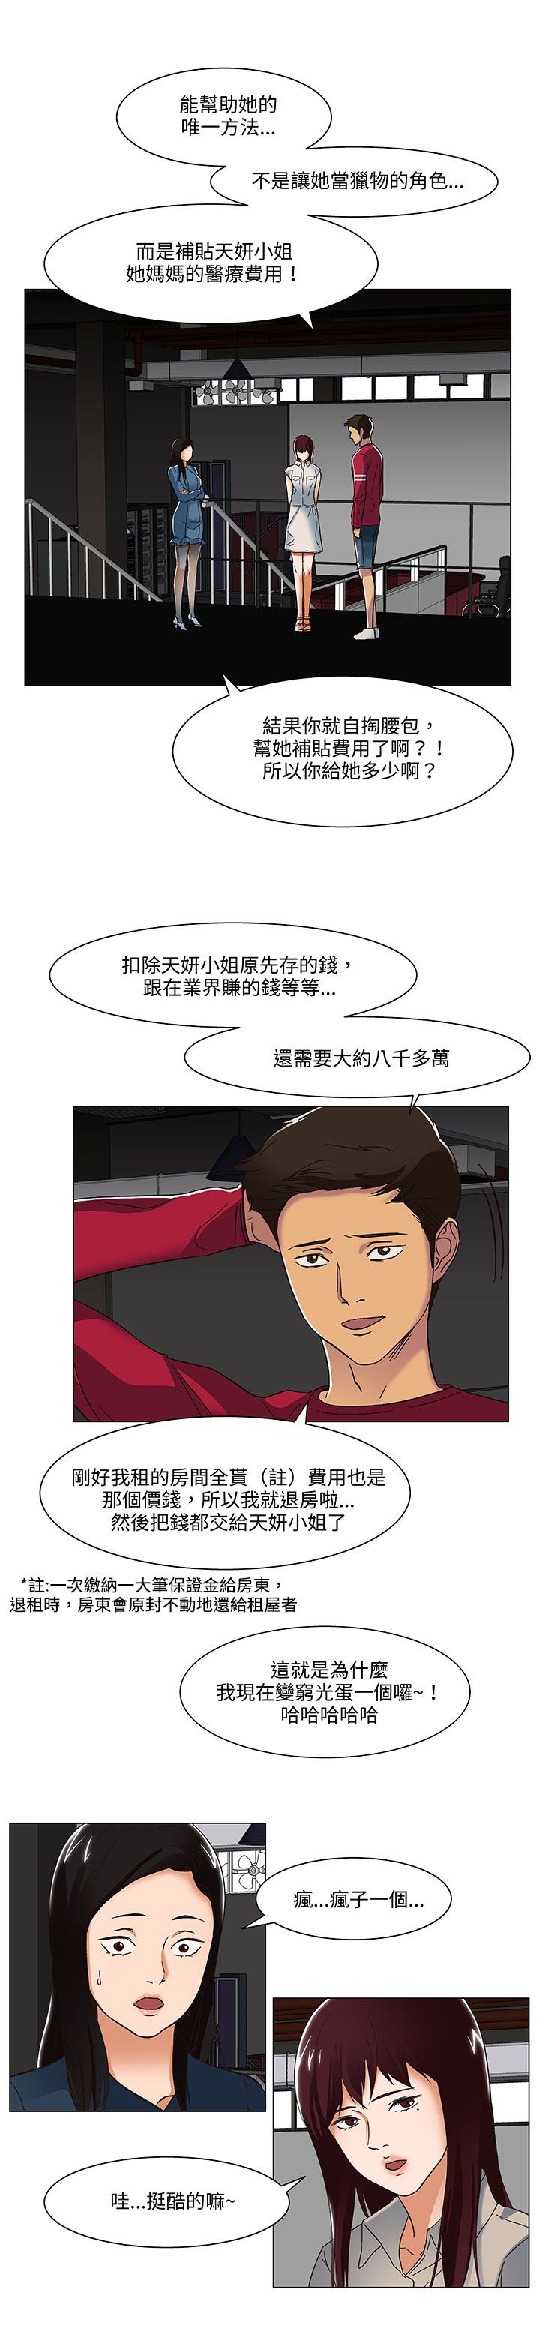 能幫助她的
唯一方法...
不是讓她當獵物的角色...
而是補貼天妍小姐
她媽媽的醫療費用！
結果你就自掏腰包，
幫她補貼費用了啊？！
所以你給她多少啊？
扣除天妍小姐原先存的錢，
跟在業界賺的錢等等...
還需要大約八千多萬
剛好我租的房間全貰（註）費用也是
那個價錢，所以我就退房啦...
然後把錢都交給天妍小姐了
*註:一次繳納一大筆保證金給房東，
退租時，房東會原封不動地還給租屋者
這就是為什麼
我現在變窮光蛋一個囉~！
哈哈哈哈哈
瘋...瘋子一個...
哇...挺酷的嘛~